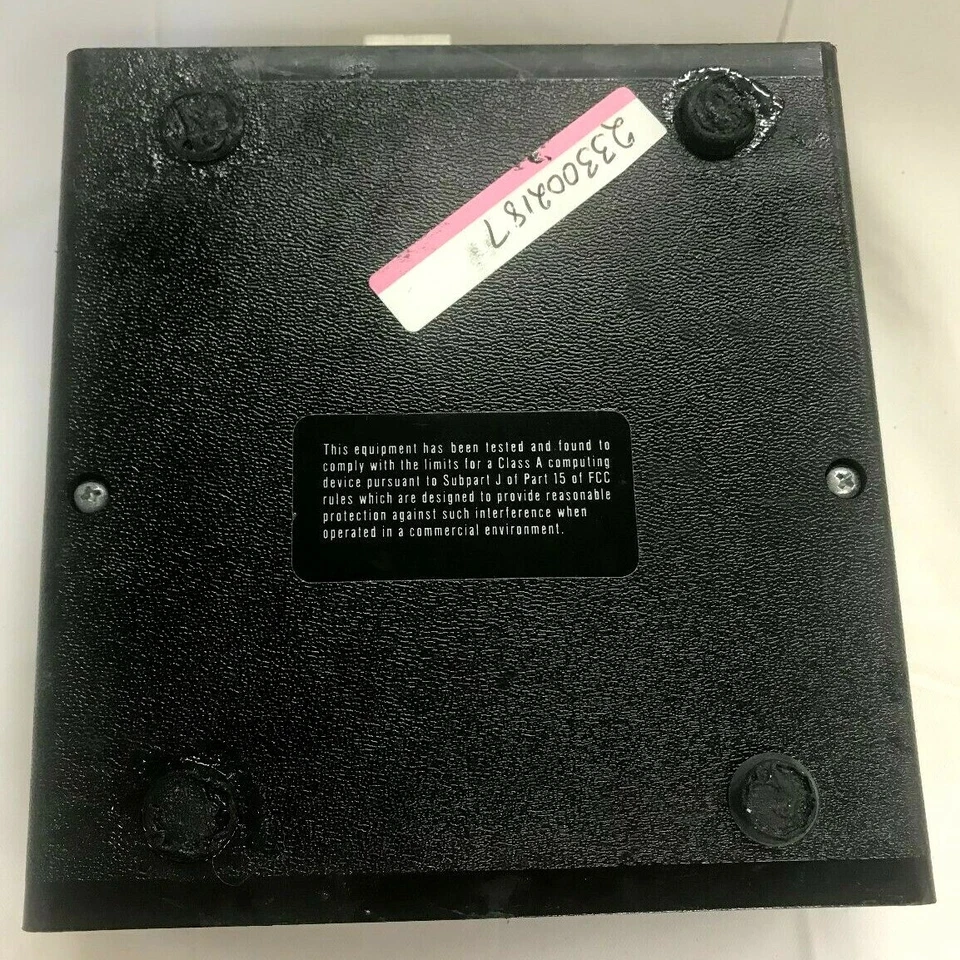 233002187
This equipment has been tested and found to
comply with the limits for a Class A computing
device pursuant to Subpart J of Part 15 of FCC
rules which are designed to provide reasonable
protection against such interference when
operated in a commercial environment.